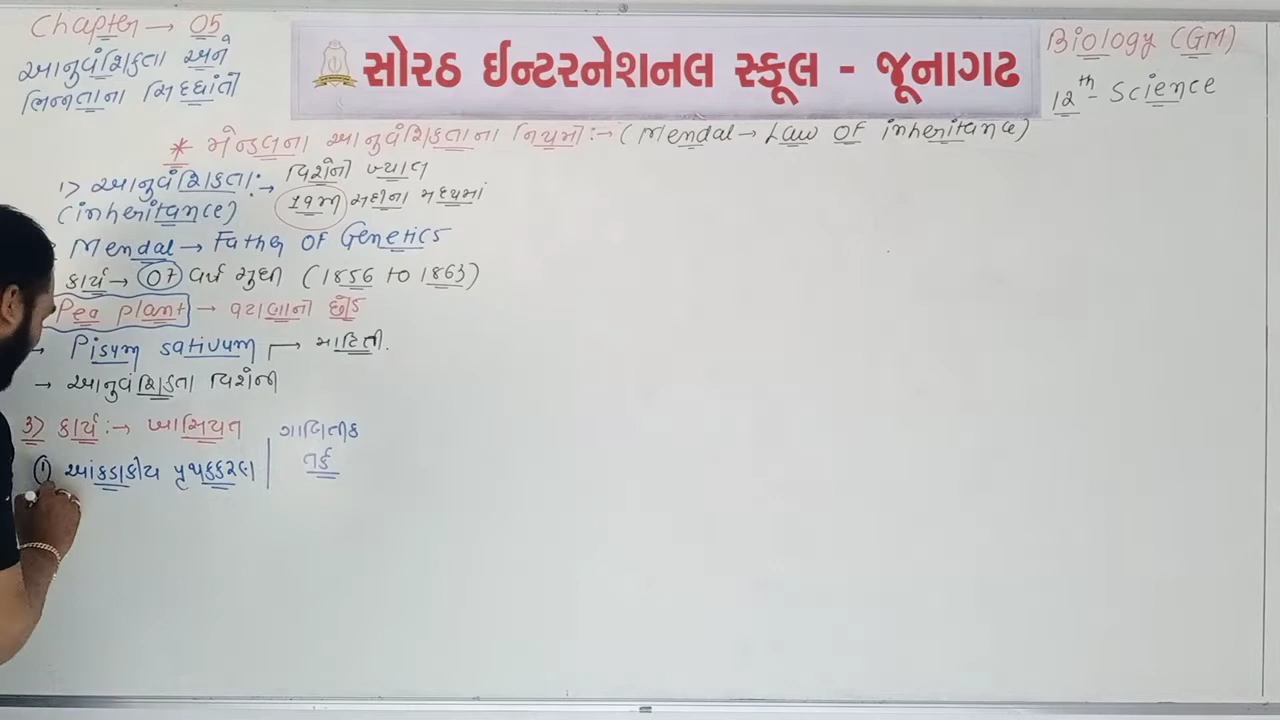 Chapter → 05
આનુવંશિકતા અને
ભિન્નતાના સિદ્ધાંતો
સોરઠ ઈન્ટરનેશનલ સ્કૂલ - જૂનાગઢ
Biology (GM)
12th - Science
* મેન્ડલના આનુવંશિકતાના નિયમો :→ (Mendal → Law OF inheritance)
1> આનુવંશિકતા :→ વિશેનો ખ્યાલ
(inheritance) 19મી સદીના મધ્યમાં
Mendal → Father OF Genetics
કાર્ય → 07 વર્ષ સુધી (1856 to 1863)
Pea plant → વટાણાનો છોડ
→ Pisum sativum → માહિતી.
→ આનુવંશિકતા વિશેની
3> કાર્ય :→ ખાસિયત
ગાણિતીક
તર્ક
① આંકડાકીય પૃથક્કરણ